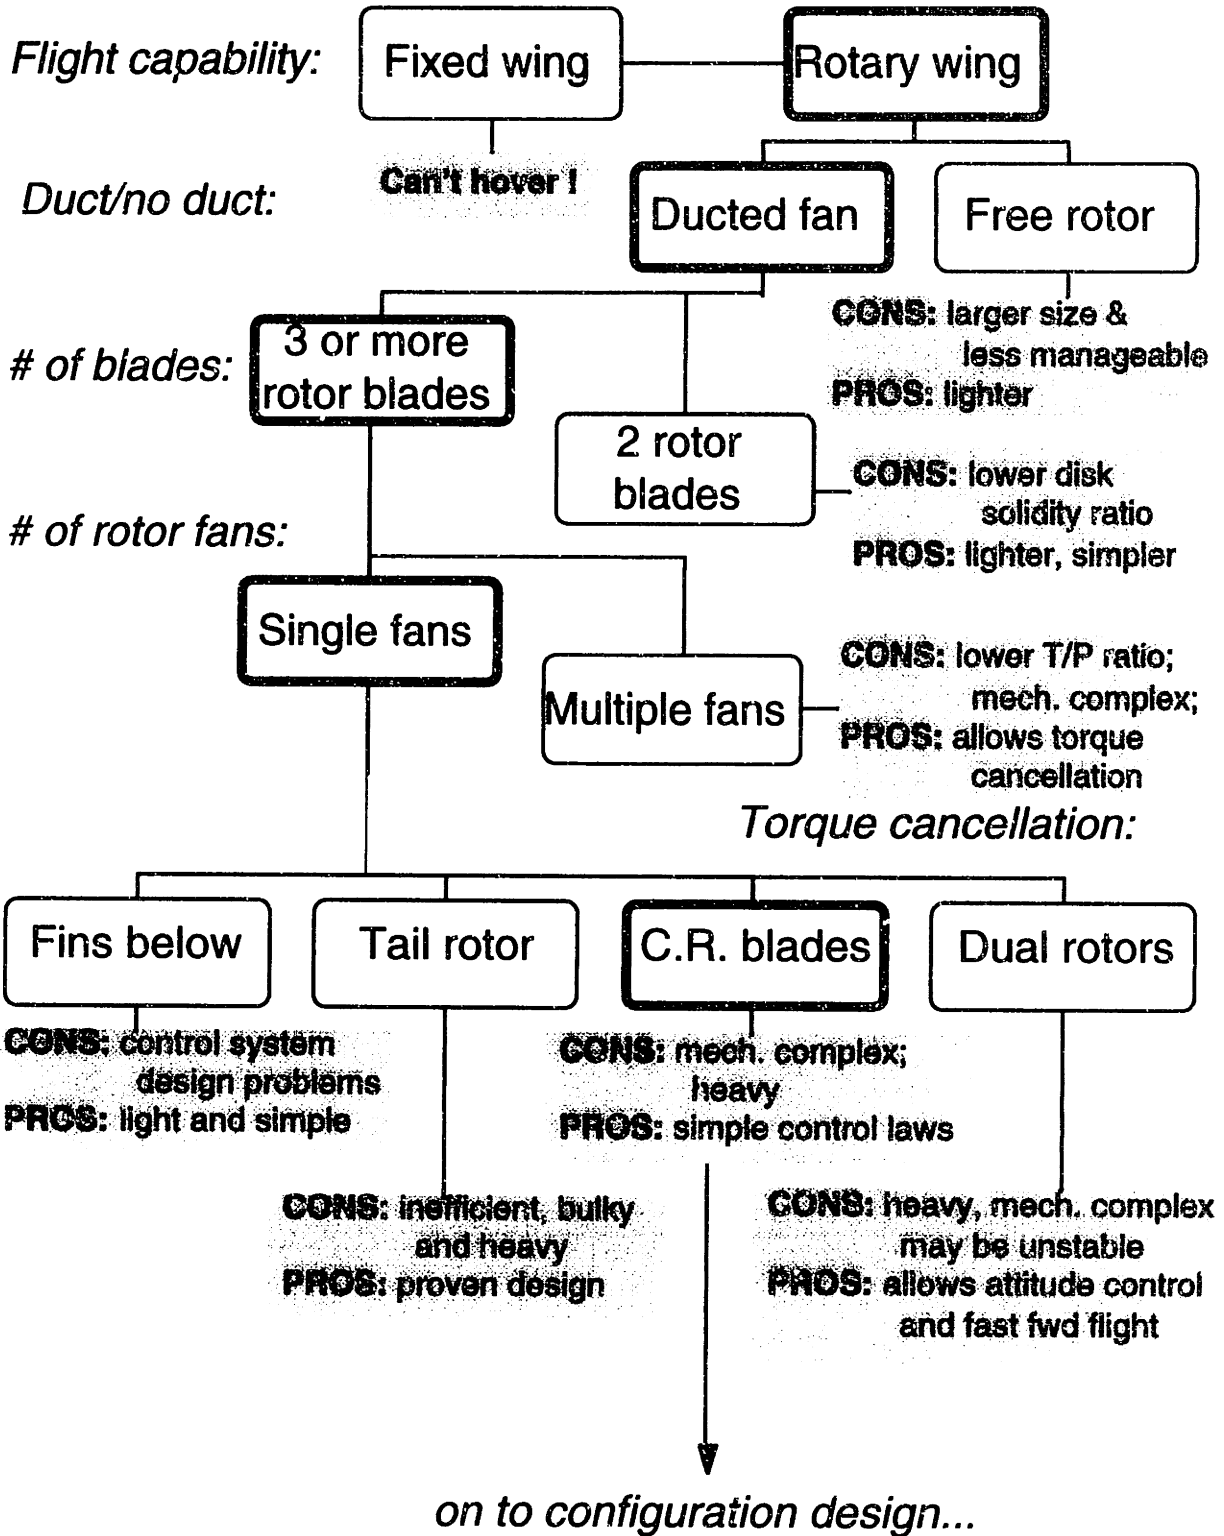 Flight capability:
Fixed wing
Rotary wing
Can't hover !
Duct/no duct:
Ducted fan
Free rotor
CONS: larger size &
less manageable
PROS: lighter
# of blades:
3 or more
rotor blades
2 rotor
blades
CONS: lower disk
solidity ratio
PROS: lighter, simpler
# of rotor fans:
Single fans
Multiple fans
CONS: lower T/P ratio;
mech. complex;
PROS: allows torque
cancellation
Torque cancellation:
Fins below
Tail rotor
C.R. blades
Dual rotors
CONS: control system
design problems
PROS: light and simple
CONS: mech. complex;
heavy
PROS: simple control laws
CONS: inefficient, bulky
and heavy
PROS: proven design
CONS: heavy, mech. complex
may be unstable
PROS: allows attitude control
and fast fwd flight
on to configuration design...